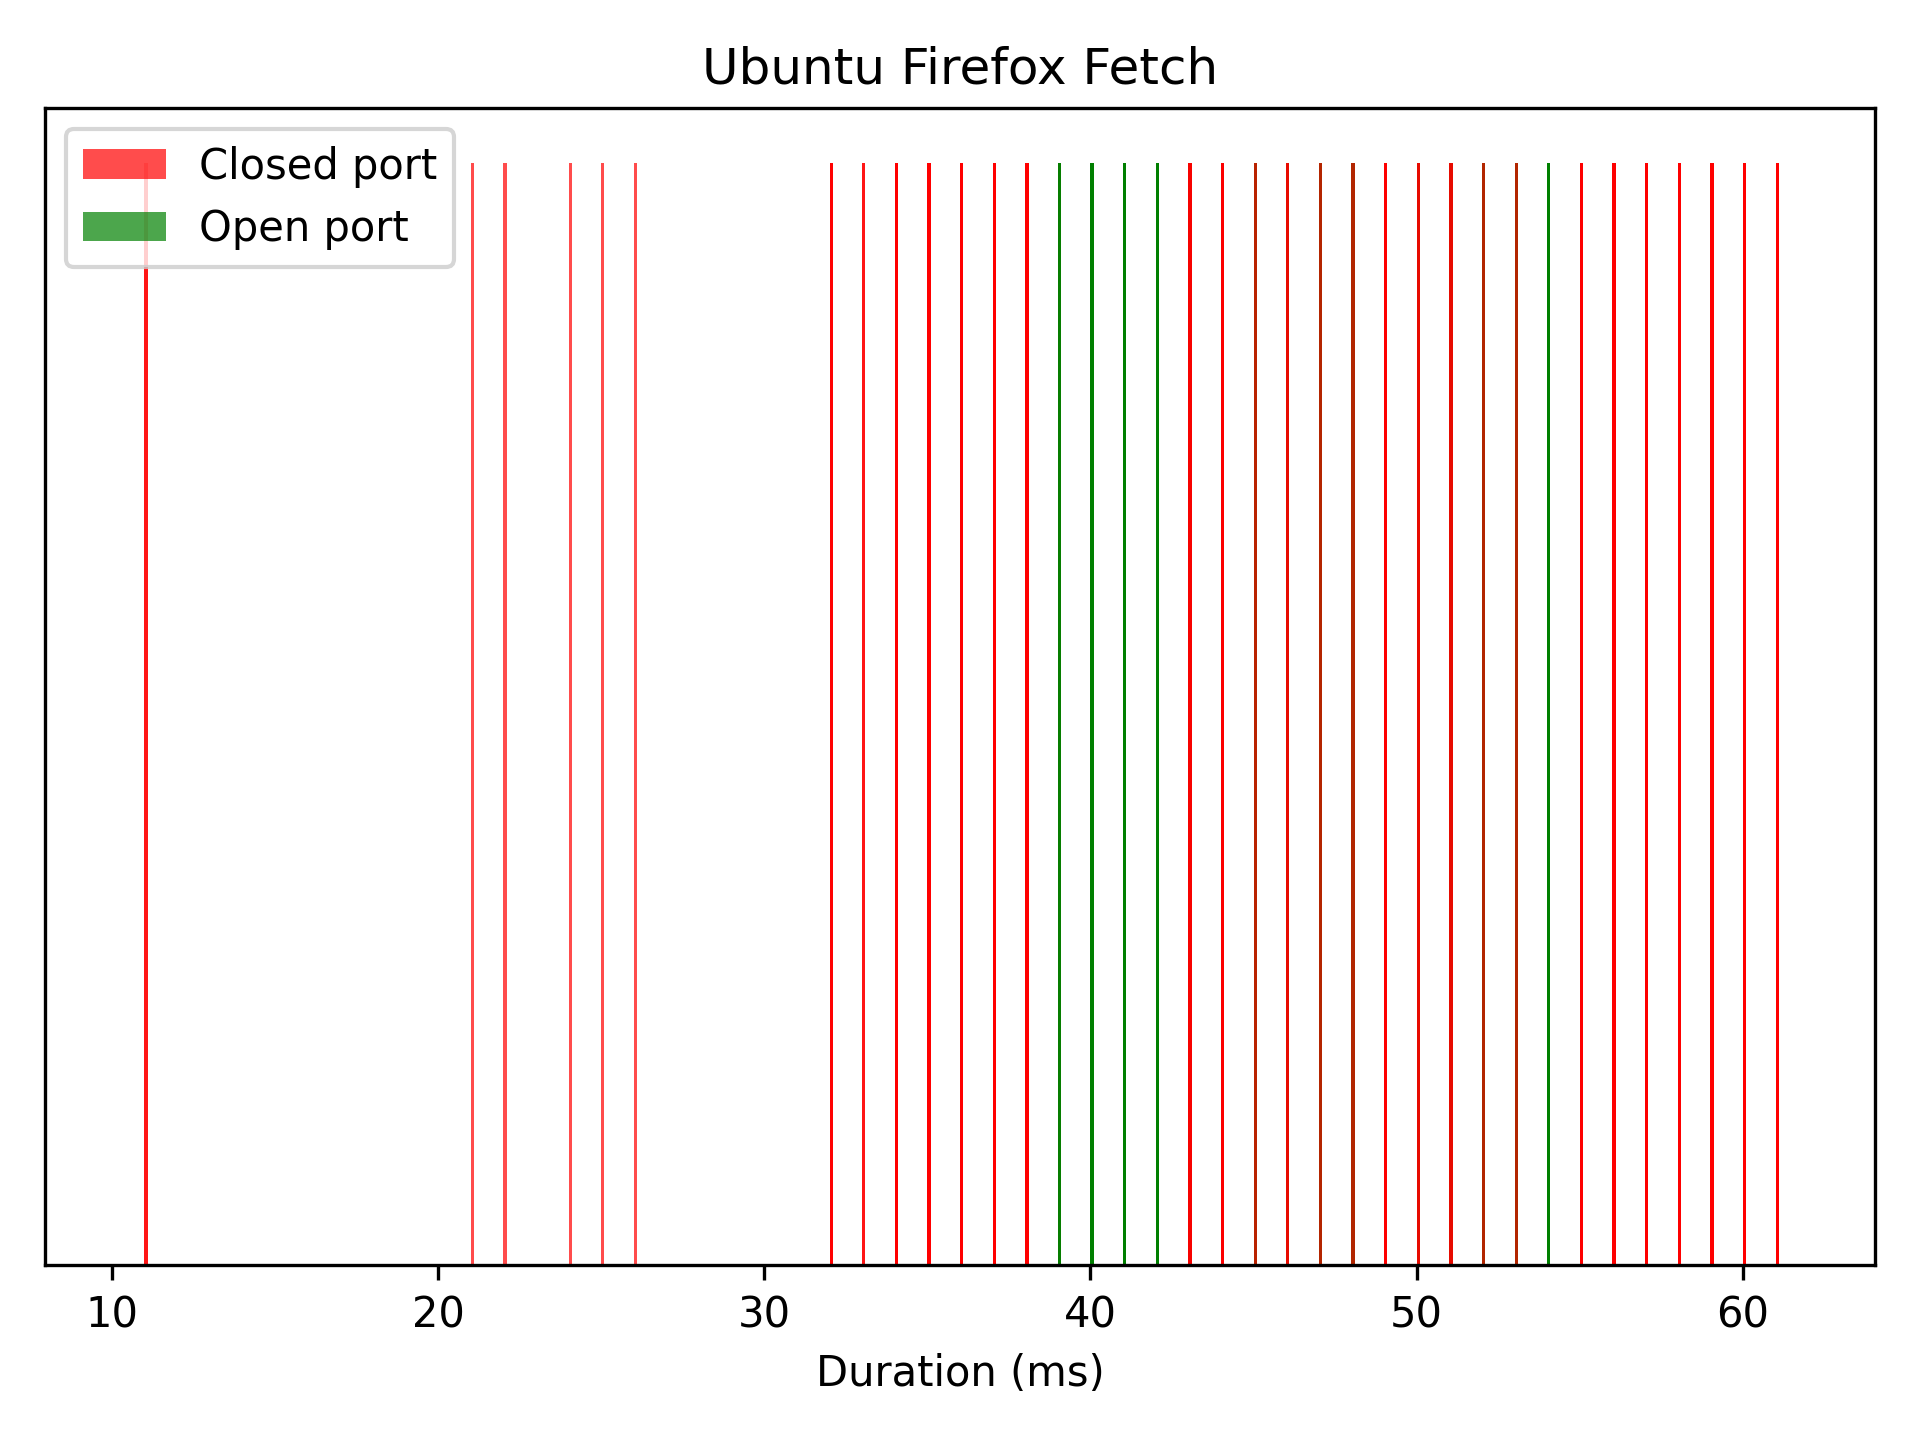 Ubuntu Firefox Fetch
Closed port
Open port
10 20 30 40 50 60
Duration (ms)